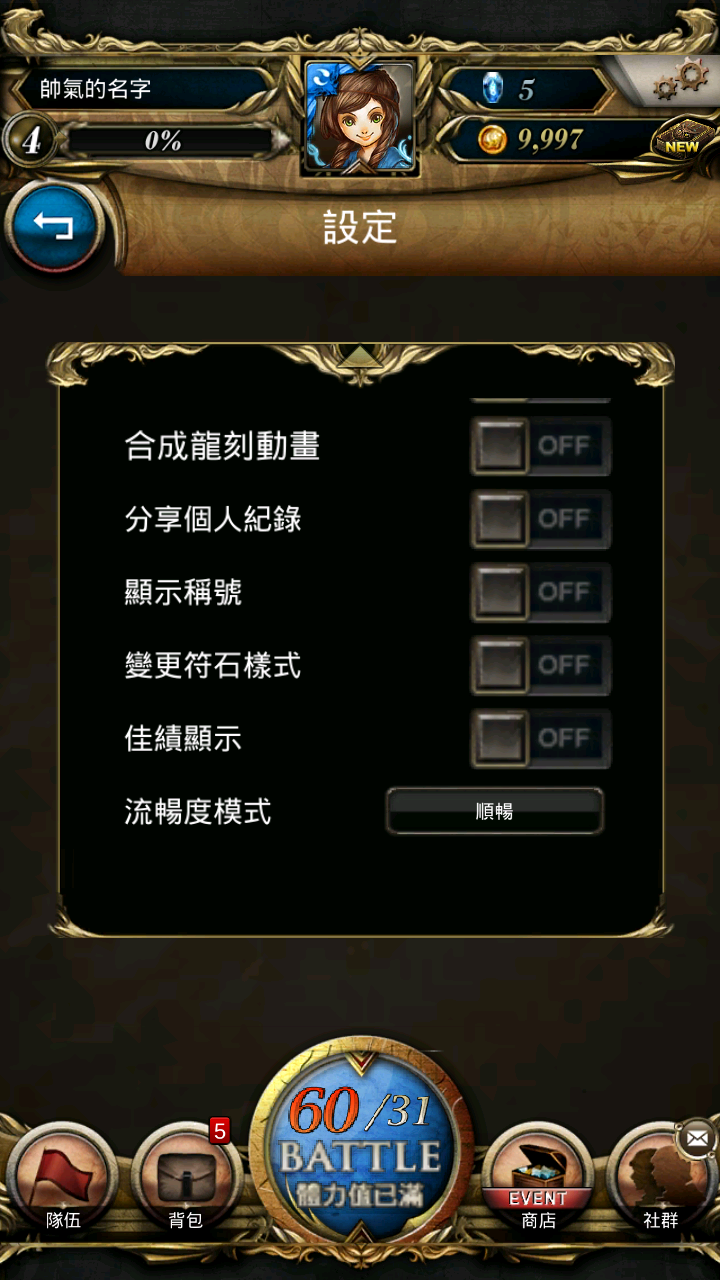 帥氣的名字
5
4
0%
9,997
NEW
設定
合成龍刻動畫
OFF
分享個人紀錄
OFF
顯示稱號
OFF
變更符石樣式
OFF
佳績顯示
OFF
流暢度模式
順暢
60/31
BATTLE
體力值已滿
隊伍
5
背包
EVENT
商店
社群